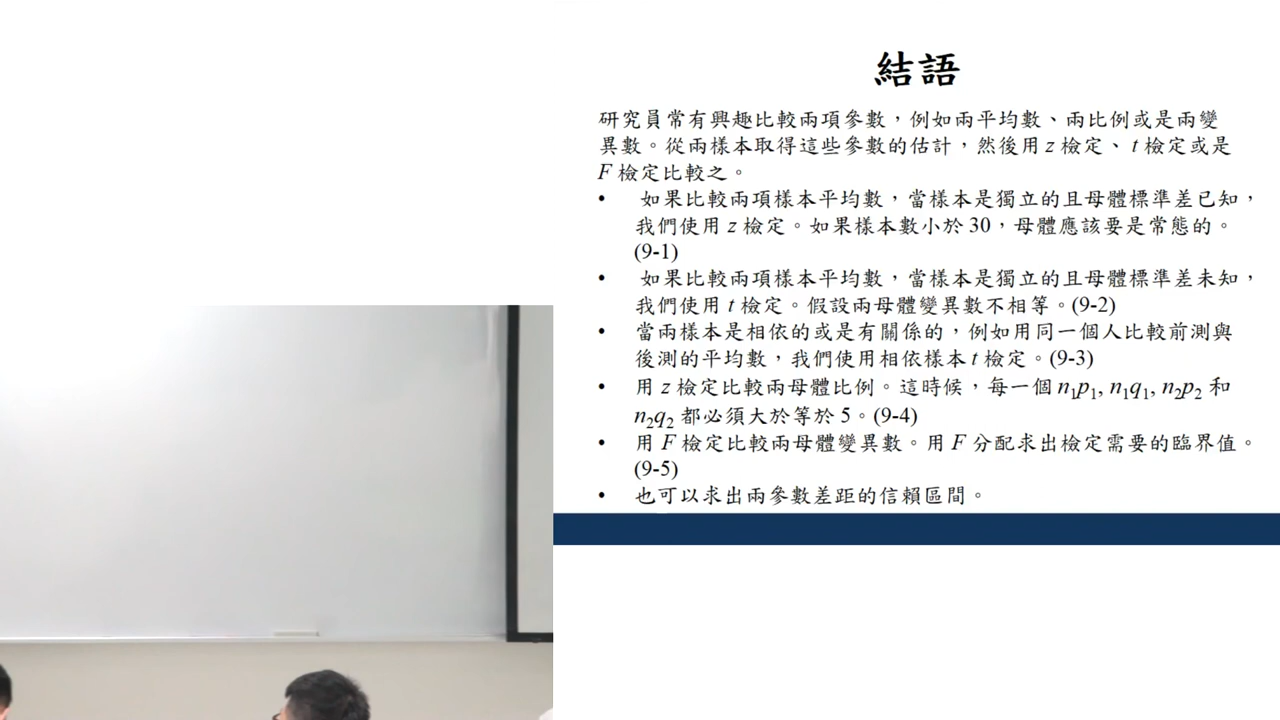 結語
研究員常有興趣比較兩項參數，例如兩平均數、兩比例或是兩變
異數。從兩樣本取得這些參數的估計，然後用 z 檢定、 t 檢定或是
F 檢定比較之。
• 如果比較兩項樣本平均數，當樣本是獨立的且母體標準差已知，
我們使用 z 檢定。如果樣本數小於 30，母體應該要是常態的。
(9-1)
• 如果比較兩項樣本平均數，當樣本是獨立的且母體標準差未知，
我們使用 t 檢定。假設兩母體變異數不相等。(9-2)
• 當兩樣本是相依的或是有關係的，例如用同一個人比較前測與
後測的平均數，我們使用相依樣本 t 檢定。(9-3)
• 用 z 檢定比較兩母體比例。這時候，每一個 n₁p₁, n₁q₁, n₂p₂ 和
n₂q₂ 都必須大於等於 5。(9-4)
• 用 F 檢定比較兩母體變異數。用 F 分配求出檢定需要的臨界值。
(9-5)
• 也可以求出兩參數差距的信賴區間。